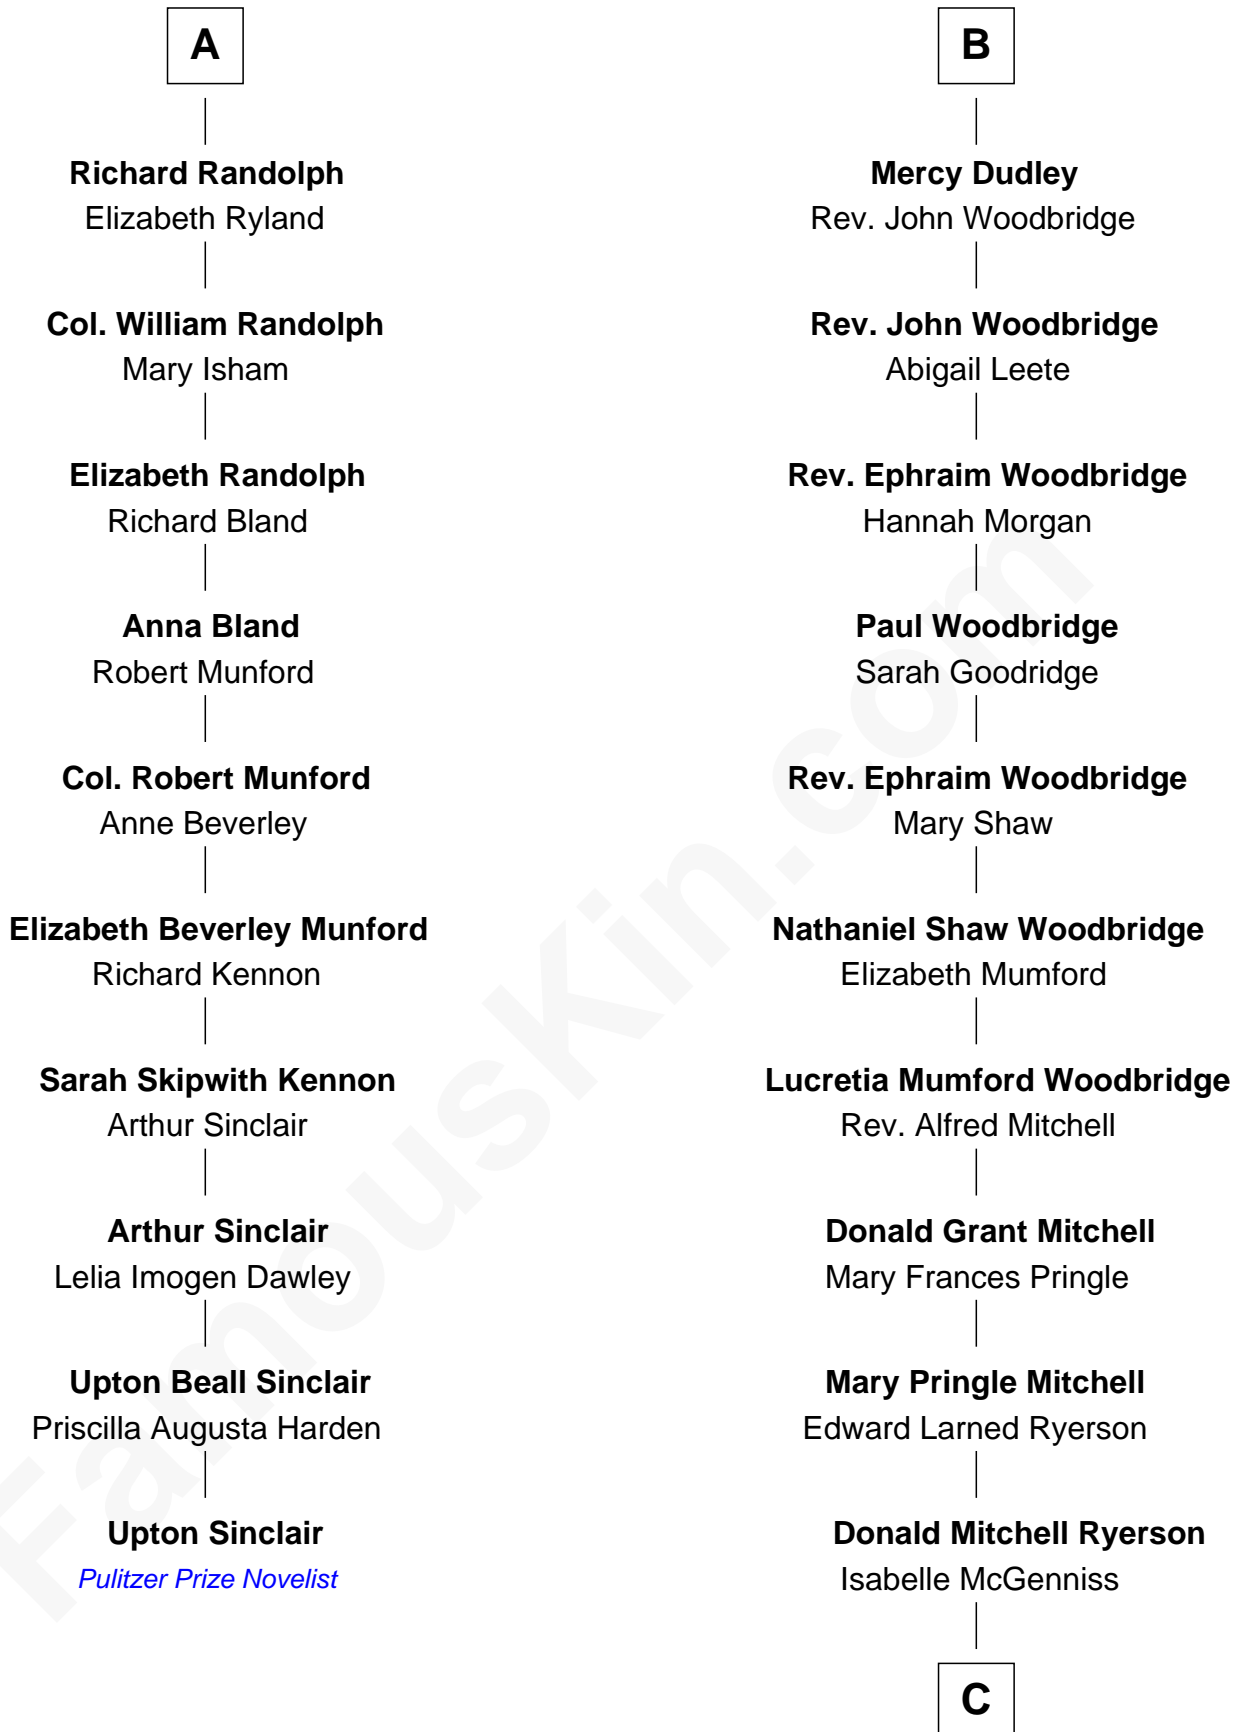 A
Richard Randolph
Elizabeth Ryland
Col. William Randolph
Mary Isham
Elizabeth Randolph
Richard Bland
Anna Bland
Robert Munford
Col. Robert Munford
Anne Beverley
Elizabeth Beverley Munford
Richard Kennon
Sarah Skipwith Kennon
Arthur Sinclair
Arthur Sinclair
Lelia Imogen Dawley
Upton Beall Sinclair
Priscilla Augusta Harden
Upton Sinclair
Pulitzer Prize Novelist
B
Mercy Dudley
Rev. John Woodbridge
Rev. John Woodbridge
Abigail Leete
Rev. Ephraim Woodbridge
Hannah Morgan
Paul Woodbridge
Sarah Goodridge
Rev. Ephraim Woodbridge
Mary Shaw
Nathaniel Shaw Woodbridge
Elizabeth Mumford
Lucretia Mumford Woodbridge
Rev. Alfred Mitchell
Donald Grant Mitchell
Mary Frances Pringle
Mary Pringle Mitchell
Edward Larned Ryerson
Donald Mitchell Ryerson
Isabelle McGenniss
C
FamousKin.com